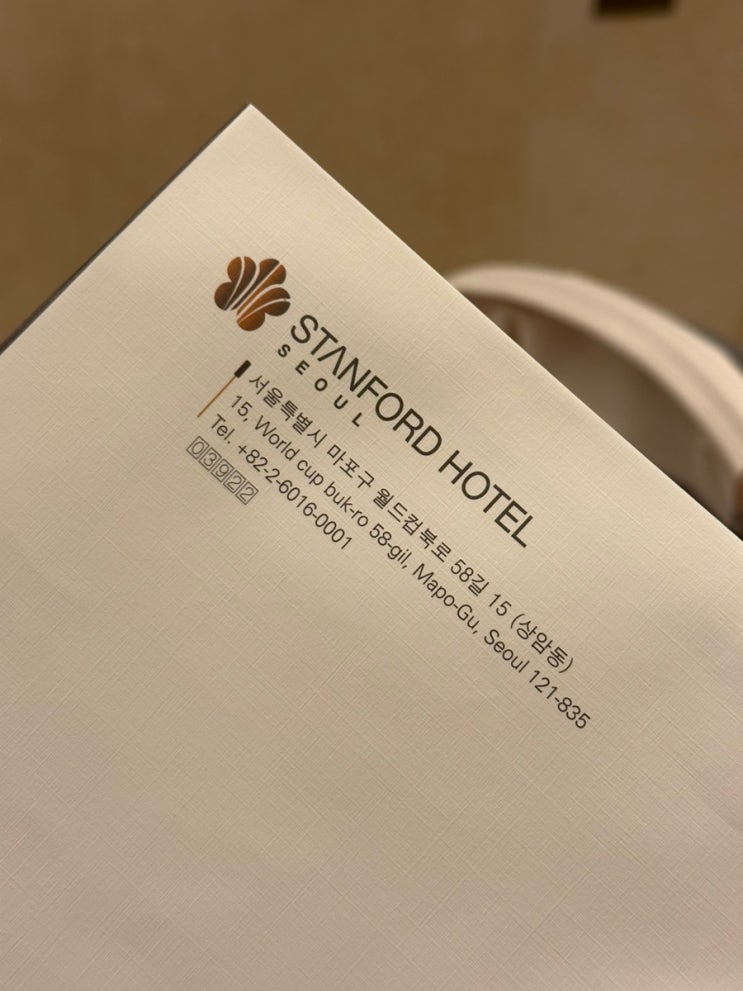 STANFORD HOTEL
SEOUL
서울특별시 마포구 월드컵북로 58길 15 (상암동)
15, World cup buk-ro 58-gil, Mapo-Gu, Seoul 121-835
Tel. +82-2-6016-0001
03922